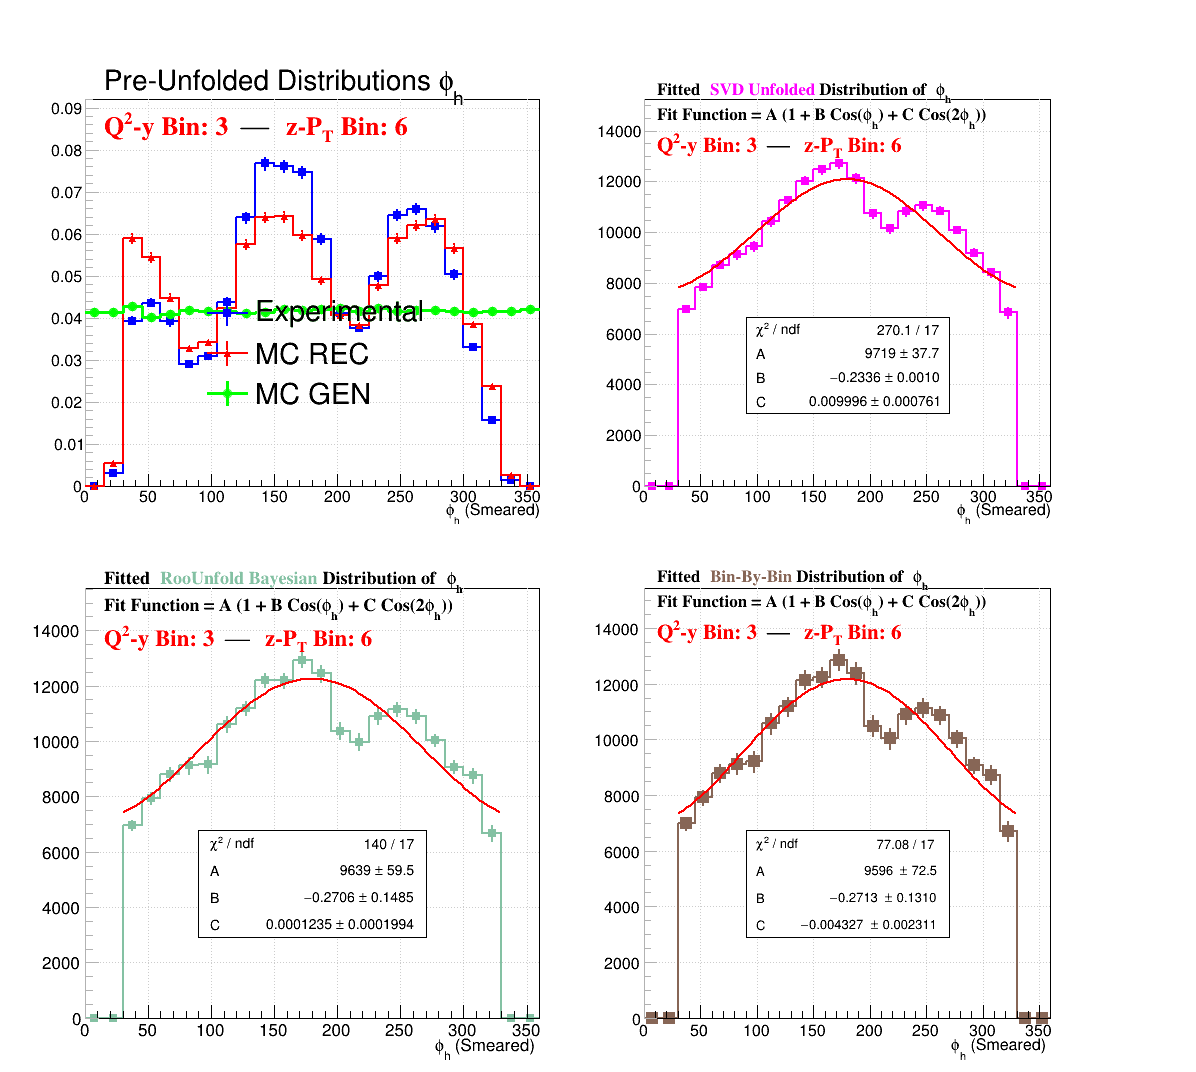 Pre-Unfolded Distributions ϕh
Q2-y Bin: 3 — z-PT Bin: 6
0.09
0.08
0.07
0.06
0.05
0.04
0.03
0.02
0.01
0
Experimental
MC REC
MC GEN
0 50 100 150 200 250 300 350
ϕh (Smeared)
Fitted SVD Unfolded Distribution of ϕh
Fit Function = A (1 + B Cos(ϕh) + C Cos(2ϕh))
Q2-y Bin: 3 — z-PT Bin: 6
14000
12000
10000
8000
6000
4000
2000
0
χ2 / ndf 270.1 / 17
A 9719 ± 37.7
B −0.2336 ± 0.0010
C 0.009996 ± 0.000761
0 50 100 150 200 250 300 350
ϕh (Smeared)
Fitted RooUnfold Bayesian Distribution of ϕh
Fit Function = A (1 + B Cos(ϕh) + C Cos(2ϕh))
Q2-y Bin: 3 — z-PT Bin: 6
14000
12000
10000
8000
6000
4000
2000
0
χ2 / ndf 140 / 17
A 9639 ± 59.5
B −0.2706 ± 0.1485
C 0.0001235 ± 0.0001994
0 50 100 150 200 250 300 350
ϕh (Smeared)
Fitted Bin-By-Bin Distribution of ϕh
Fit Function = A (1 + B Cos(ϕh) + C Cos(2ϕh))
Q2-y Bin: 3 — z-PT Bin: 6
14000
12000
10000
8000
6000
4000
2000
0
χ2 / ndf 77.08 / 17
A 9596 ± 72.5
B −0.2713 ± 0.1310
C −0.004327 ± 0.002311
0 50 100 150 200 250 300 350
ϕh (Smeared)